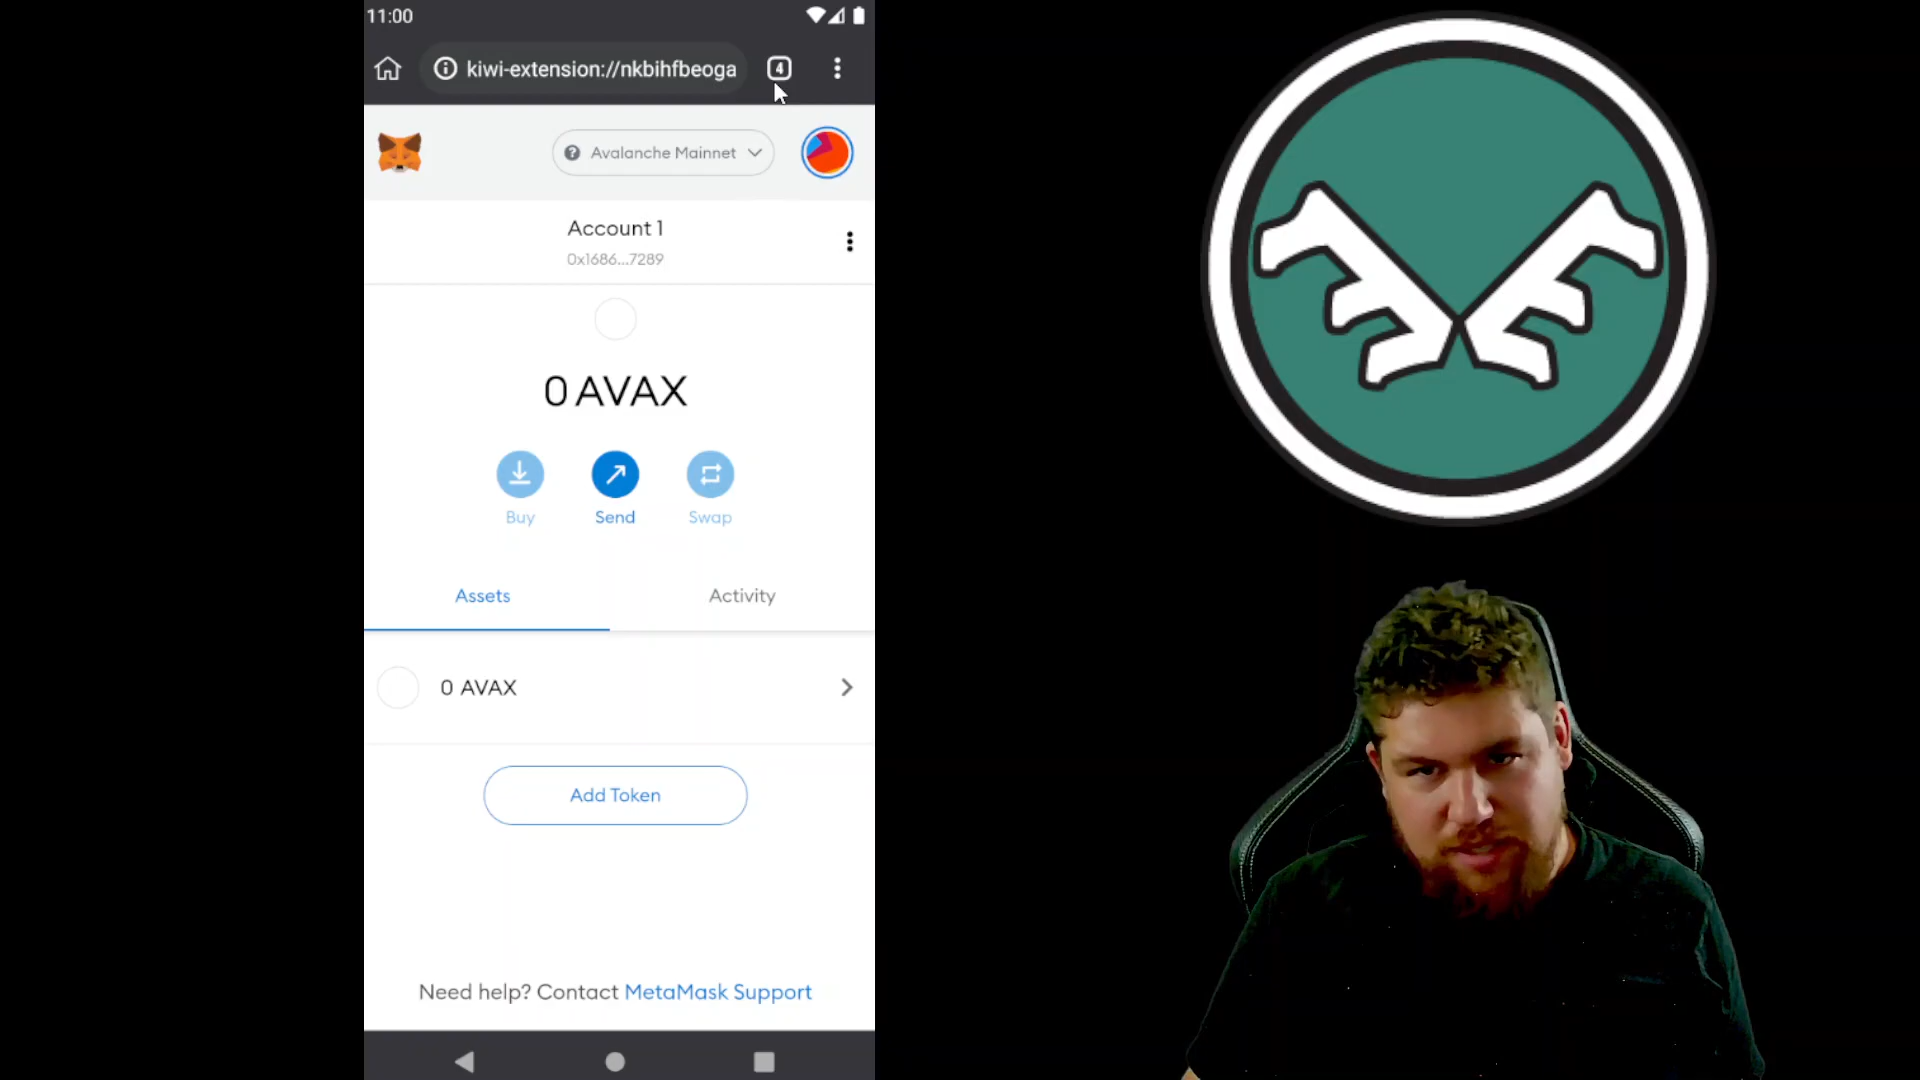 11:00
kiwi-extension://nkbihfbeoga
4
Avalanche Mainnet
Account 1
0x1686...7289
0 AVAX
Buy
Send
Swap
Assets
Activity
0 AVAX
Add Token
Need help? Contact MetaMask Support